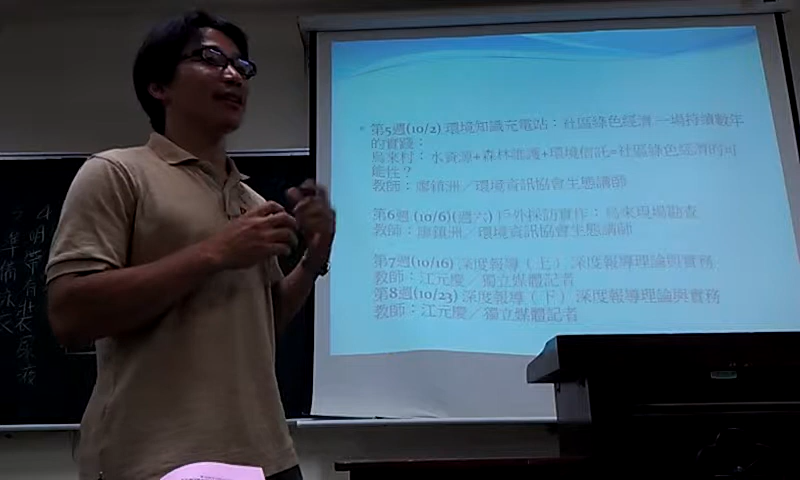 第5週(10/2) 環境知識充電站：社區綠色經濟 一場持續數年
的實踐：
烏來村：水資源+森林維護+環境信託=社區綠色經濟的可
能性？
教師：廖鎮洲／環境資訊協會生態講師
第6週 (10/6)(週六) 戶外採訪實作：烏來現場勘查
教師：廖鎮洲／環境資訊協會生態講師
第7週(10/16) 深度報導（上） 深度報導理論與實務
教師：江元慶／獨立媒體記者
第8週(10/23) 深度報導（下） 深度報導理論與實務
教師：江元慶／獨立媒體記者
明帶有
準備